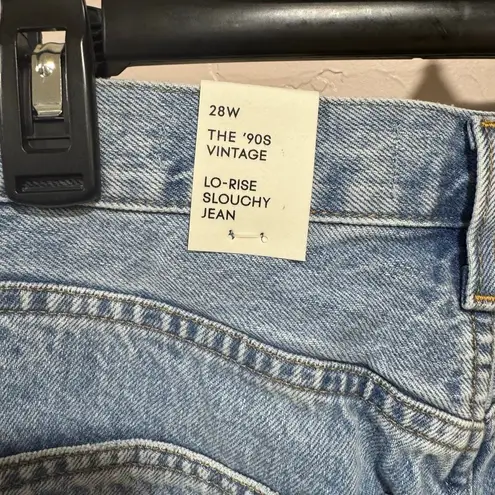 28W
THE '90S
VINTAGE
LO-RISE
SLOUCHY
JEAN